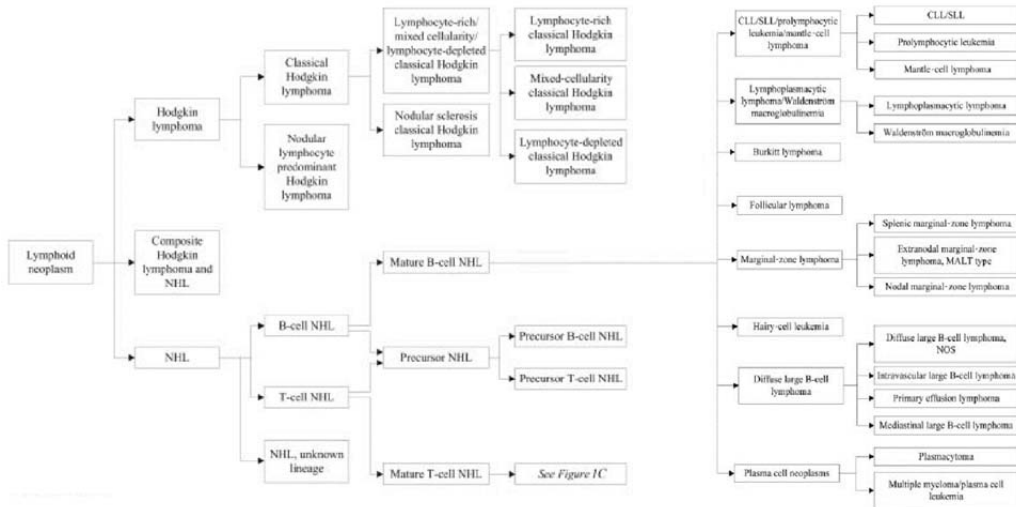 Lymphoid
neoplasm
Hodgkin
lymphoma
Composite
Hodgkin
lymphoma and
NHL
NHL
Classical
Hodgkin
lymphoma
Nodular
lymphocyte
predominant
Hodgkin
lymphoma
B-cell NHL
T-cell NHL
NHL, unknown
lineage
Lymphocyte-rich/
mixed cellularity/
lymphocyte-depleted
classical Hodgkin
lymphoma
Nodular sclerosis
classical Hodgkin
lymphoma
Mature B-cell NHL
Precursor NHL
Mature T-cell NHL
Lymphocyte-rich
classical Hodgkin
lymphoma
Mixed-cellularity
classical Hodgkin
lymphoma
Lymphocyte-depleted
classical Hodgkin
lymphoma
Precursor B-cell NHL
Precursor T-cell NHL
See Figure 1C
CLL/SLL/prolymphocytic
leukemia/mantle-cell
lymphoma
Lymphoplasmacytic
lymphoma/Waldenström
macroglobulinemia
Burkitt lymphoma
Follicular lymphoma
Marginal-zone lymphoma
Hairy-cell leukemia
Diffuse large B-cell
lymphoma
Plasma cell neoplasms
CLL/SLL
Prolymphocytic leukemia
Mantle-cell lymphoma
Lymphoplasmacytic lymphoma
Waldenström macroglobulinemia
Splenic marginal-zone lymphoma
Extranodal marginal-zone
lymphoma, MALT type
Nodal marginal-zone lymphoma
Diffuse large B-cell lymphoma,
NOS
Intravascular large B-cell lymphoma
Primary effusion lymphoma
Mediastinal large B-cell lymphoma
Plasmacytoma
Multiple myeloma/plasma cell
leukemia